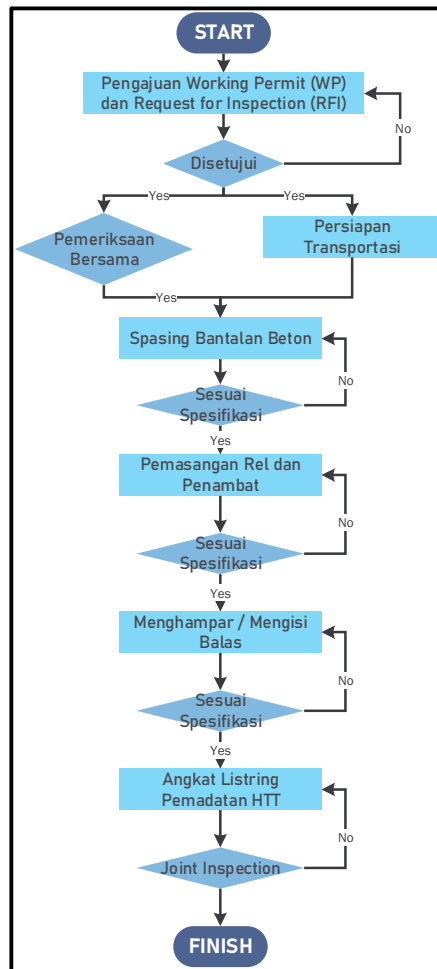 START
Pengajuan Working Permit (WP)
dan Request for Inspection (RFI)
No
Disetujui
Yes
Yes
Pemeriksaan
Bersama
Persiapan
Transportasi
Yes
Spasing Bantalan Beton
No
Sesuai
Spesifikasi
Yes
Pemasangan Rel dan
Penambat
No
Sesuai
Spesifikasi
Yes
Menghampar / Mengisi
Balas
No
Sesuai
Spesifikasi
Yes
Angkat Listring
Pemadatan HTT
No
Joint Inspection
FINISH